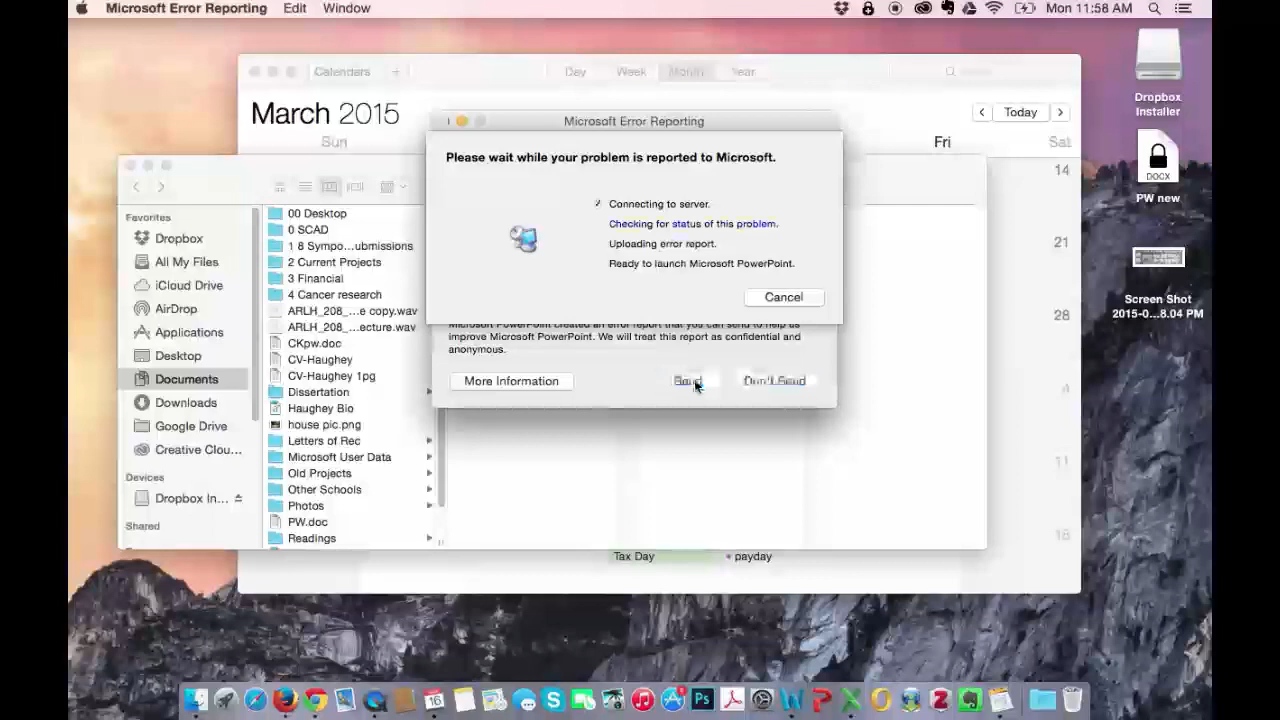 Microsoft Error Reporting Edit Window Mon 11:58 AM
Calendars + Day Week Month Year
March 2015 Today
Sun Fri Sat
14
21
28
4
11
18
Tax Day • payday
Microsoft Error Reporting
Please wait while your problem is reported to Microsoft.
✓ Connecting to server.
Checking for status of this problem.
Uploading error report.
Ready to launch Microsoft PowerPoint.
Cancel
Microsoft PowerPoint created an error report that you can send to help us
improve Microsoft PowerPoint. We will treat this report as confidential and
anonymous.
More Information Send Don't Send
Favorites
Dropbox
All My Files
iCloud Drive
AirDrop
Applications
Desktop
Documents
Downloads
Google Drive
Creative Clou...
Devices
Dropbox In...
Shared
00 Desktop
0 SCAD
1 8 Sympo...ubmissions
2 Current Projects
3 Financial
4 Cancer research
ARLH_208_...e copy.wav
ARLH_208_...ecture.wav
CKpw.doc
CV-Haughey
CV-Haughey 1pg
Dissertation
Haughey Bio
house pic.png
Letters of Rec
Microsoft User Data
Old Projects
Other Schools
Photos
PW.doc
Readings
Dropbox
Installer
DOCX
PW new
Screen Shot
2015-0...8.04 PM
16
Ps